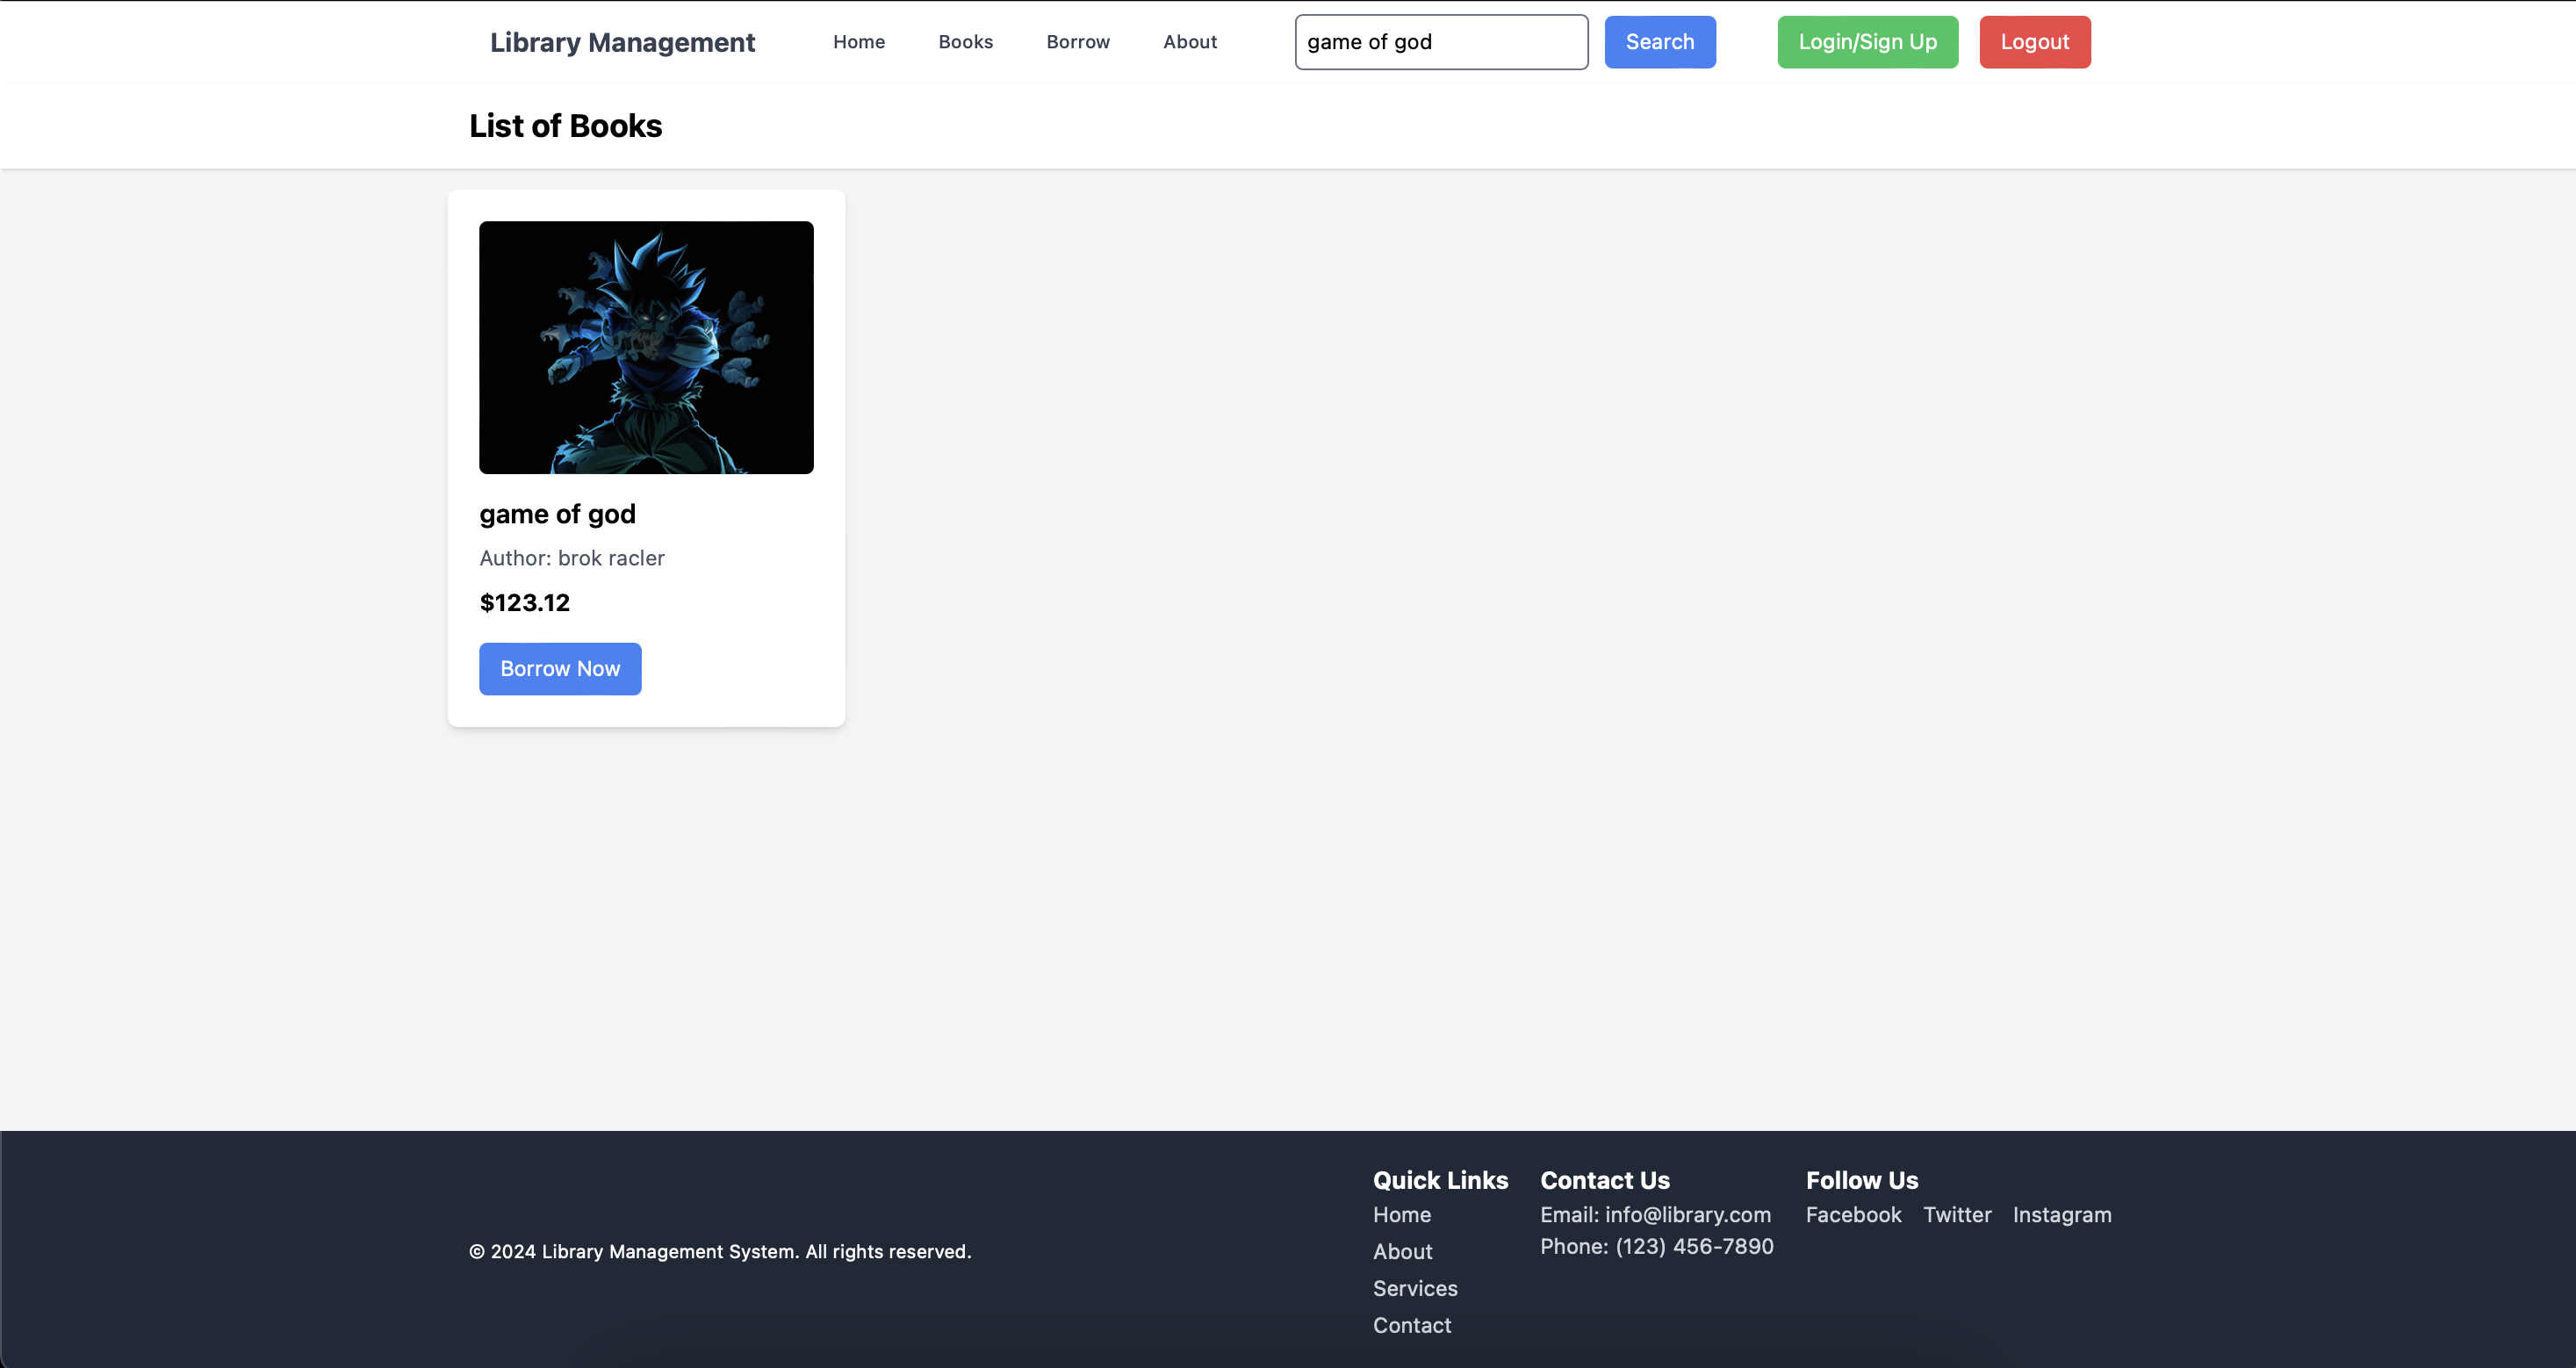 Library Management Home Books Borrow About game of god Search Login/Sign Up Logout
List of Books
game of god
Author: brok racler
$123.12
Borrow Now
© 2024 Library Management System. All rights reserved.
Quick Links
Home
About
Services
Contact
Contact Us
Email: info@library.com
Phone: (123) 456-7890
Follow Us
Facebook Twitter Instagram